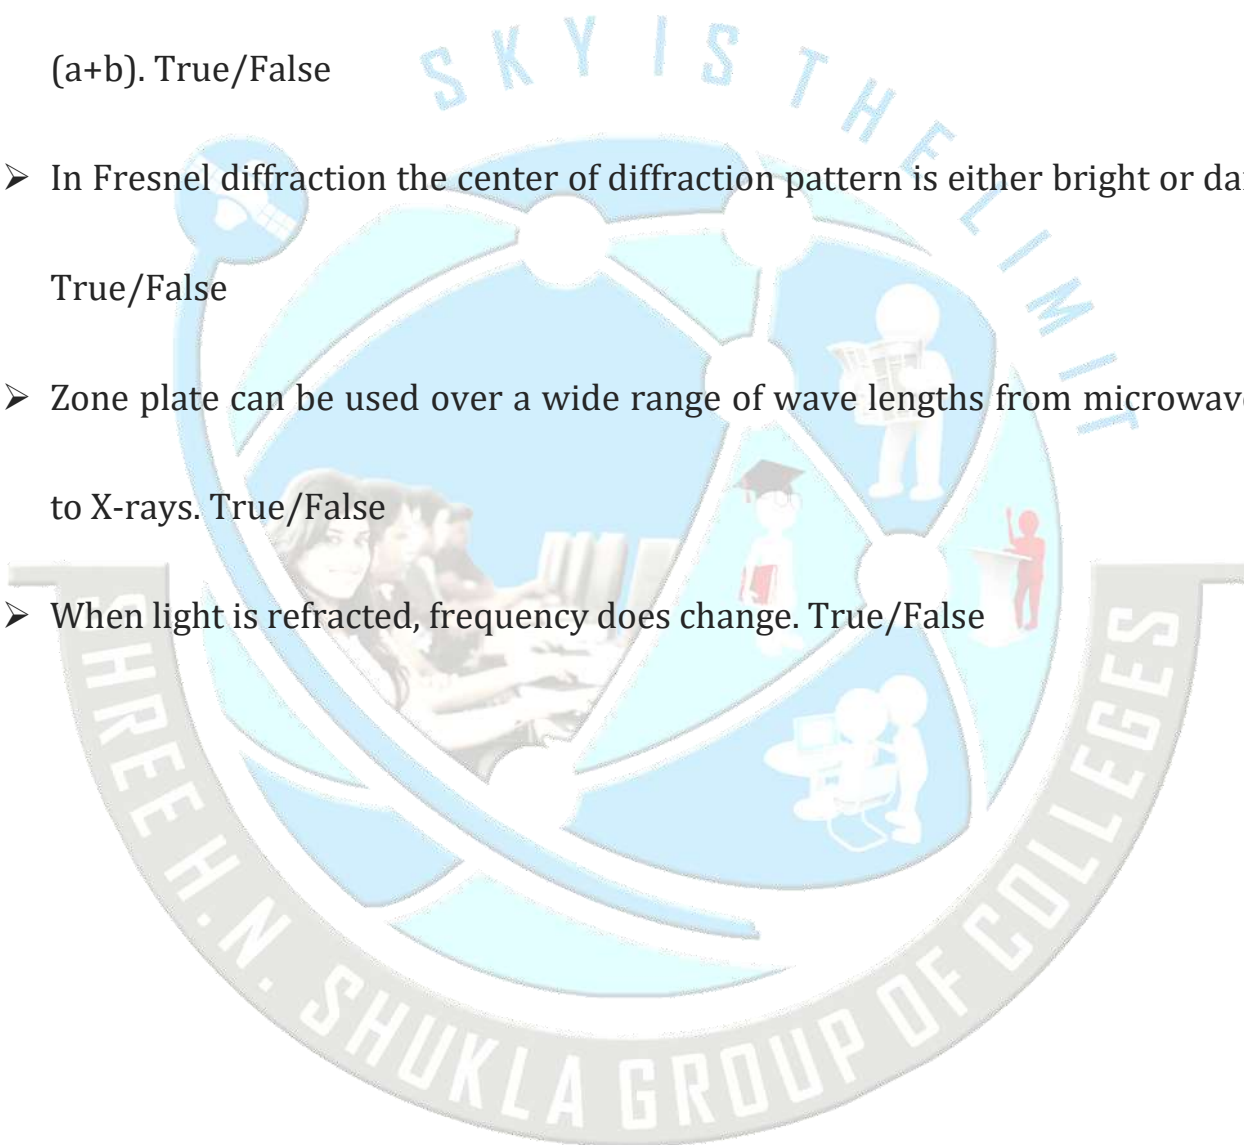 SKY IS THE LIMIT
(a+b). True/False
➢ In Fresnel diffraction the center of diffraction pattern is either bright or
True/False
➢ Zone plate can be used over a wide range of wave lengths from
to X-rays. True/False
➢ When light is refracted, frequency does change. True/False
SHREE H.N. SHUKLA GROUP OF COLLEGES